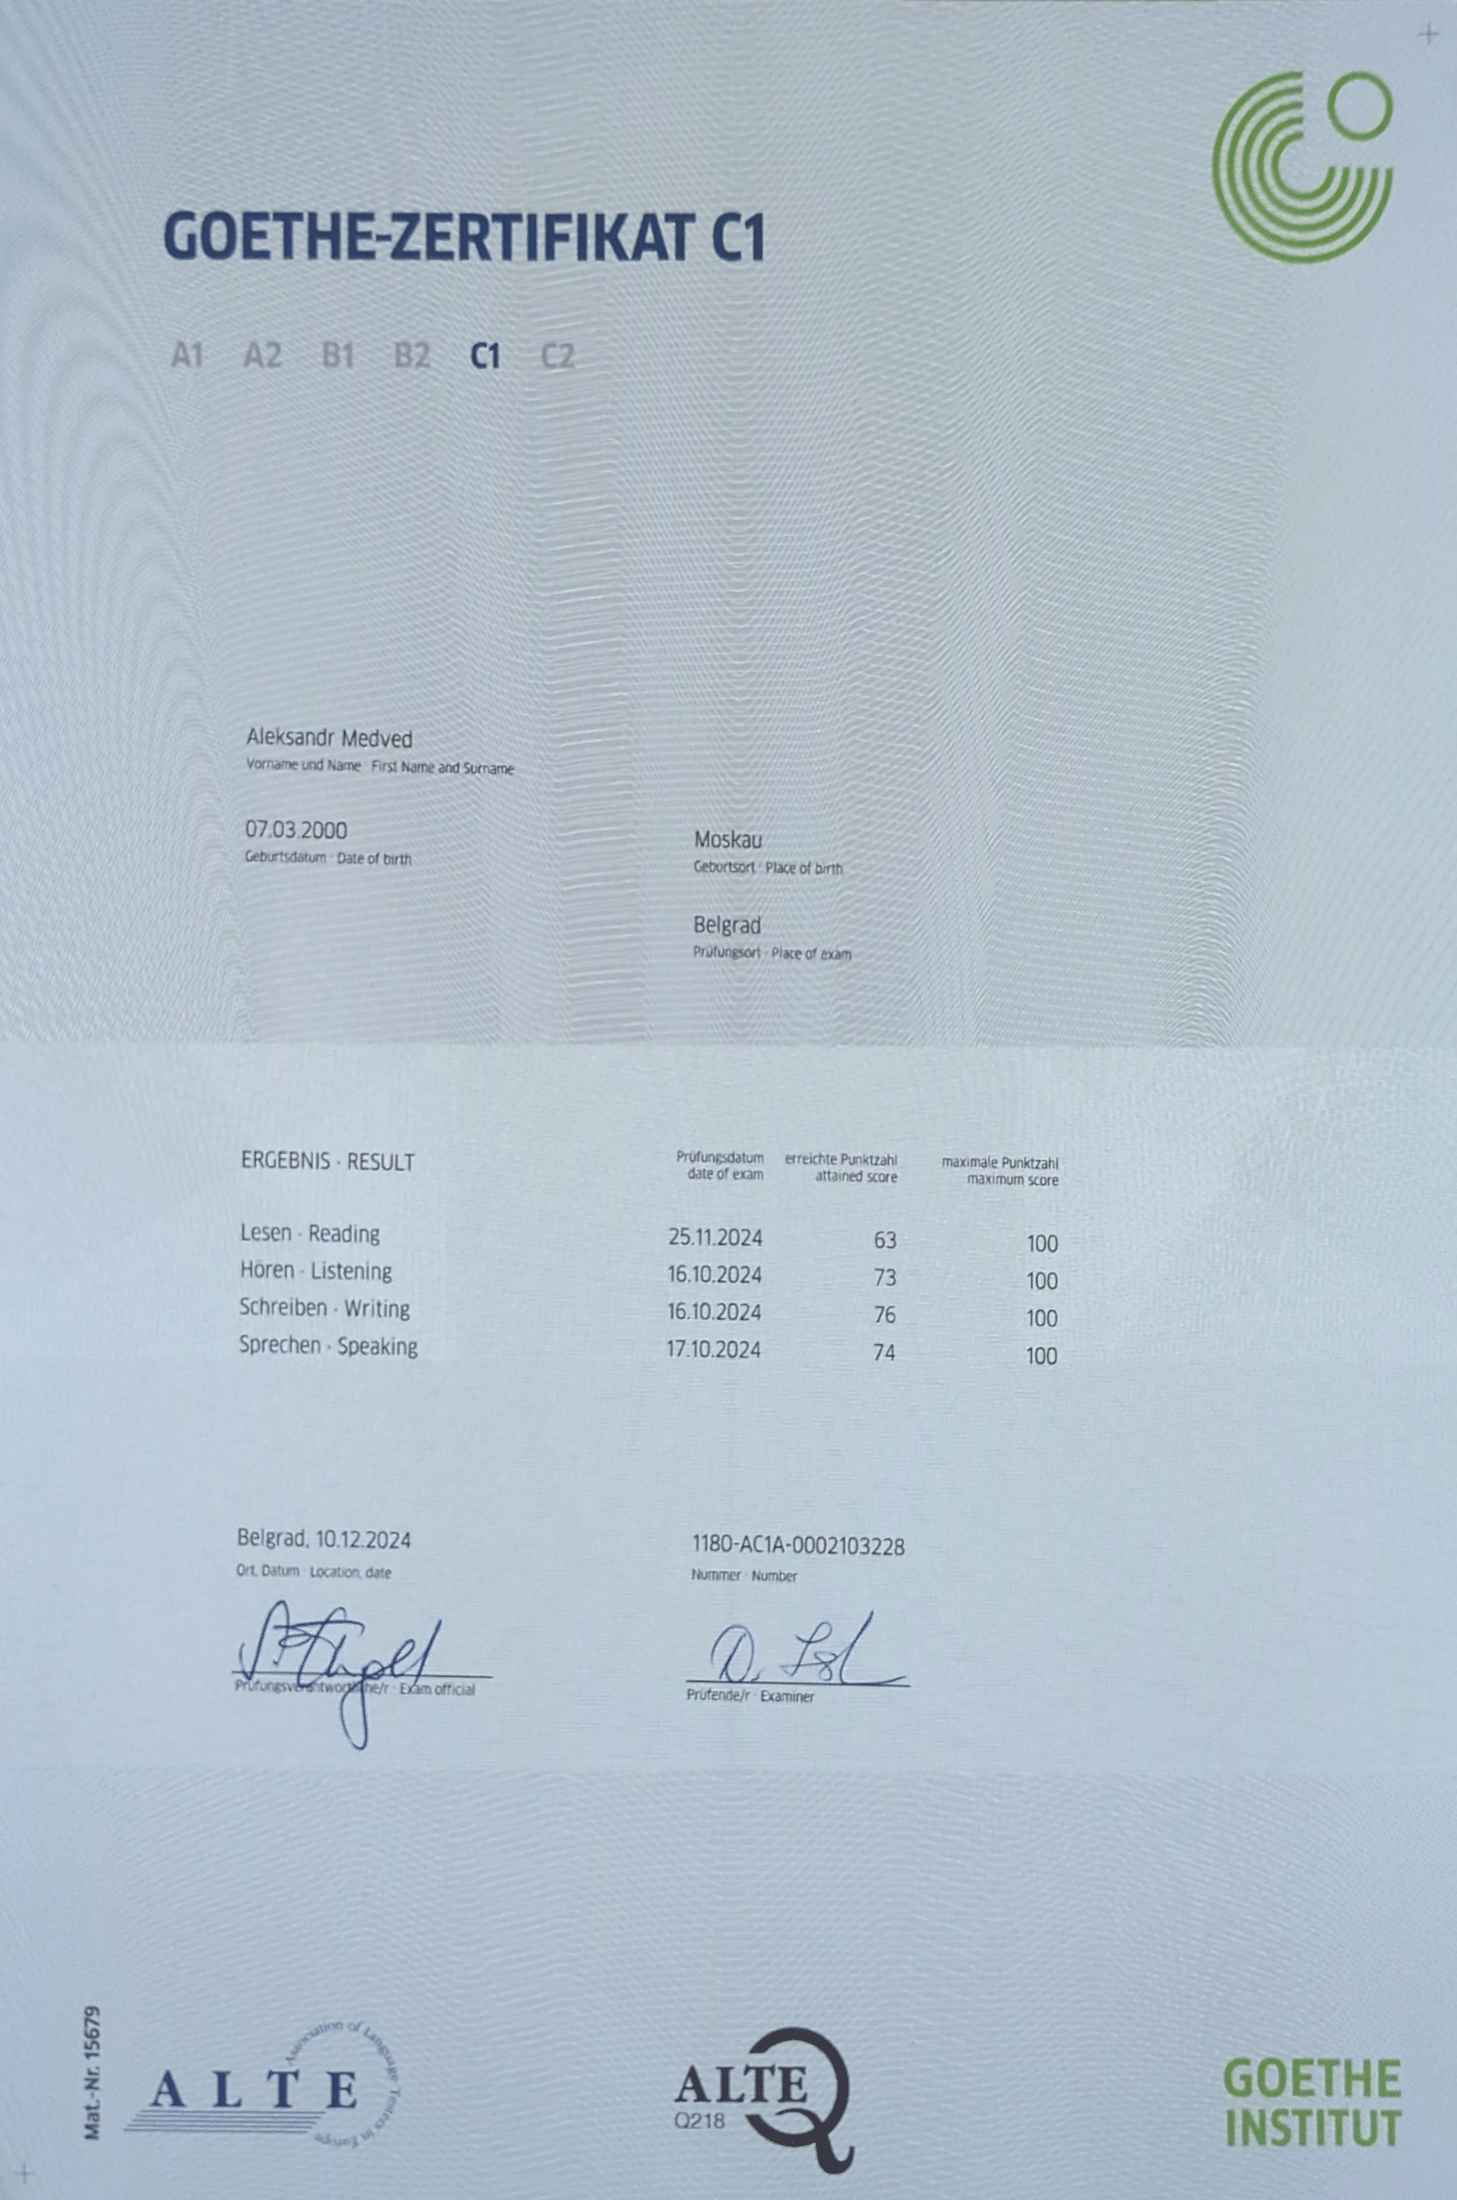 GOETHE-ZERTIFIKAT C1
A1 A2 B1 B2 C1 C2
Aleksandr Medved
Vorname und Name · First Name and Surname
07.03.2000
Geburtsdatum · Date of birth
Moskau
Geburtsort · Place of birth
Belgrad
Prüfungsort · Place of exam
ERGEBNIS · RESULT Prüfungsdatum erreichte Punktzahl maximale Punktzahl
date of exam attained score maximum score
Lesen · Reading 25.11.2024 63 100
Hören · Listening 16.10.2024 73 100
Schreiben · Writing 16.10.2024 76 100
Sprechen · Speaking 17.10.2024 74 100
Belgrad, 10.12.2024 1180-AC1A-0002103228
Ort, Datum · Location, date Nummer · Number
Prüfungsverantwortliche/r · Exam official Prüfende/r · Examiner
Mat.-Nr. 15679
ALTE
Association of Language Testers in Europe
ALTE
Q218
GOETHE
INSTITUT